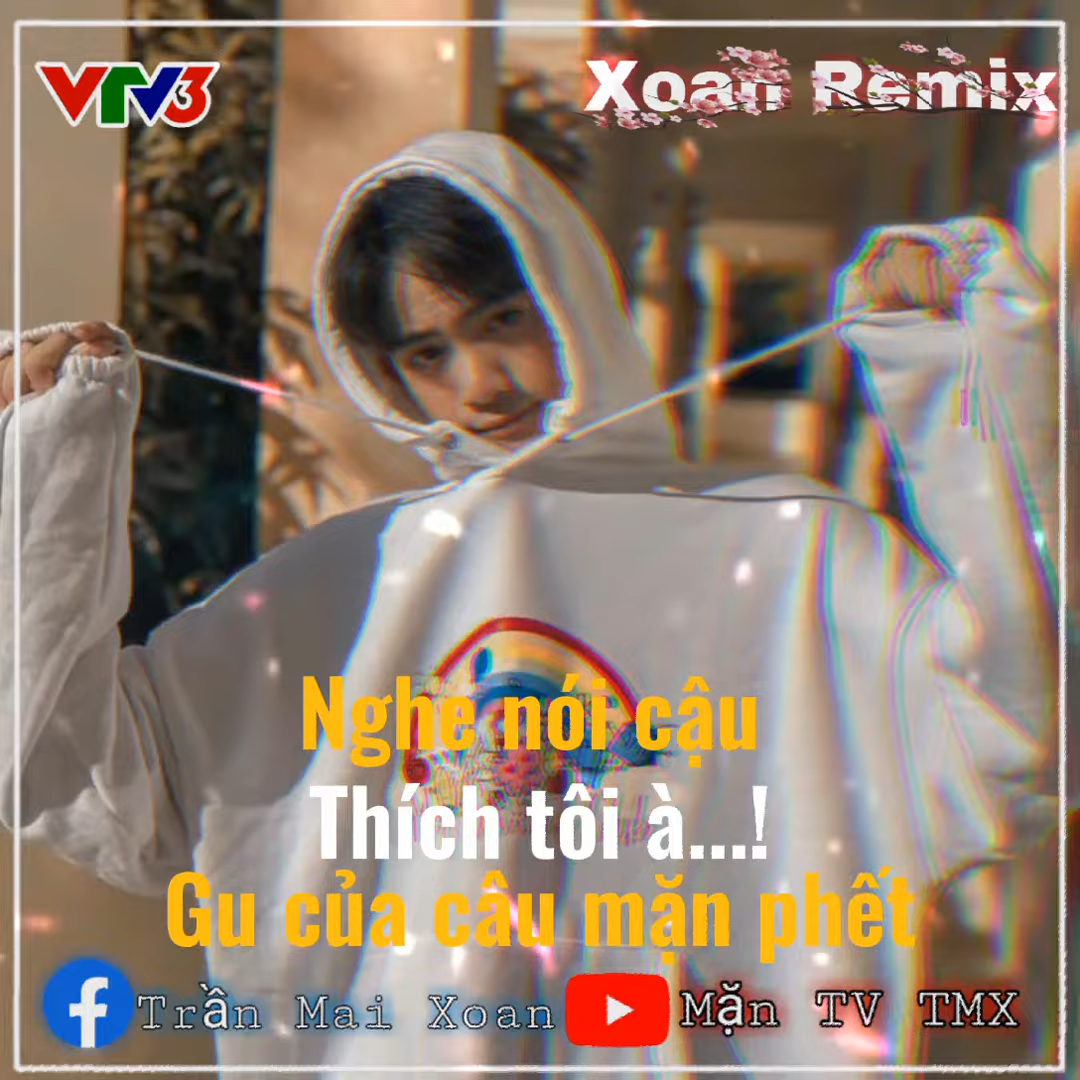 VTV3
Xoan Remix
Nghe nói cậu
Thích tôi à...!
Gu của câu mặn phết
Trần Mai Xoan
Mặn TV TMX